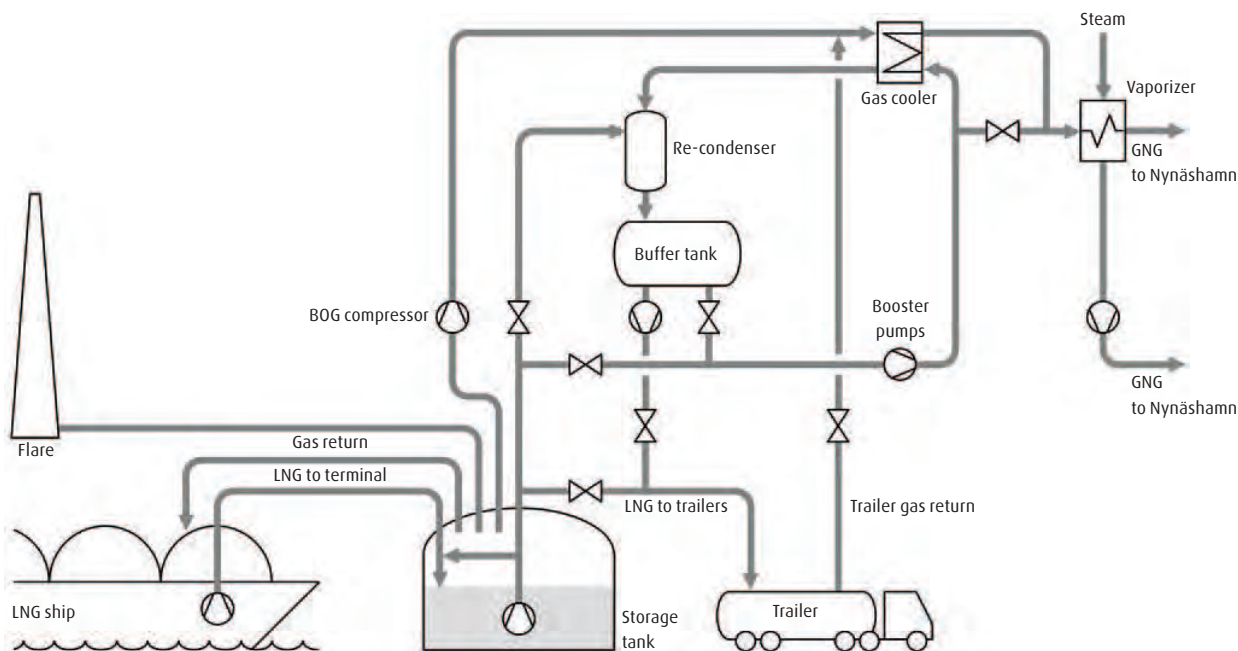 Steam
Vaporizer
Gas cooler
GNG
to Nynäshamn
Re-condenser
Buffer tank
BOG compressor
Booster
pumps
GNG
to Nynäshamn
Flare
Gas return
LNG to terminal
LNG to trailers
Trailer gas return
LNG ship
Storage
tank
Trailer